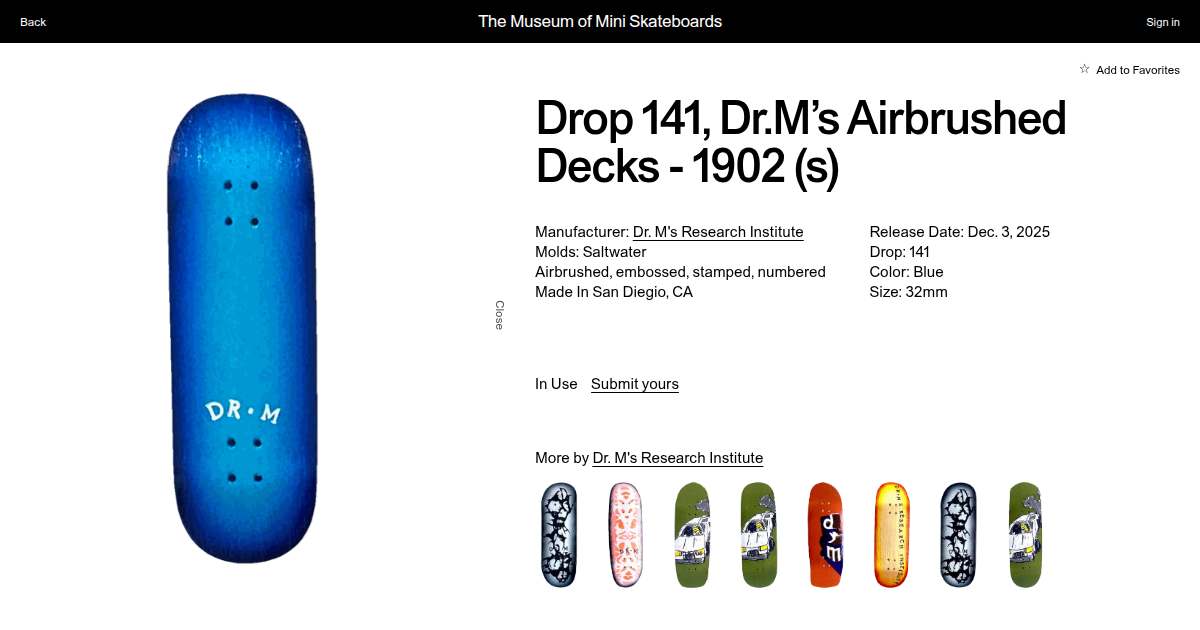 Back
The Museum of Mini Skateboards
Sign in
☆ Add to Favorites
Drop 141, Dr.M’s Airbrushed
Decks - 1902 (s)
Manufacturer: Dr. M's Research Institute
Molds: Saltwater
Airbrushed, embossed, stamped, numbered
Made In San Diegio, CA
Release Date: Dec. 3, 2025
Drop: 141
Color: Blue
Size: 32mm
Close
DR • M
In Use Submit yours
More by Dr. M's Research Institute